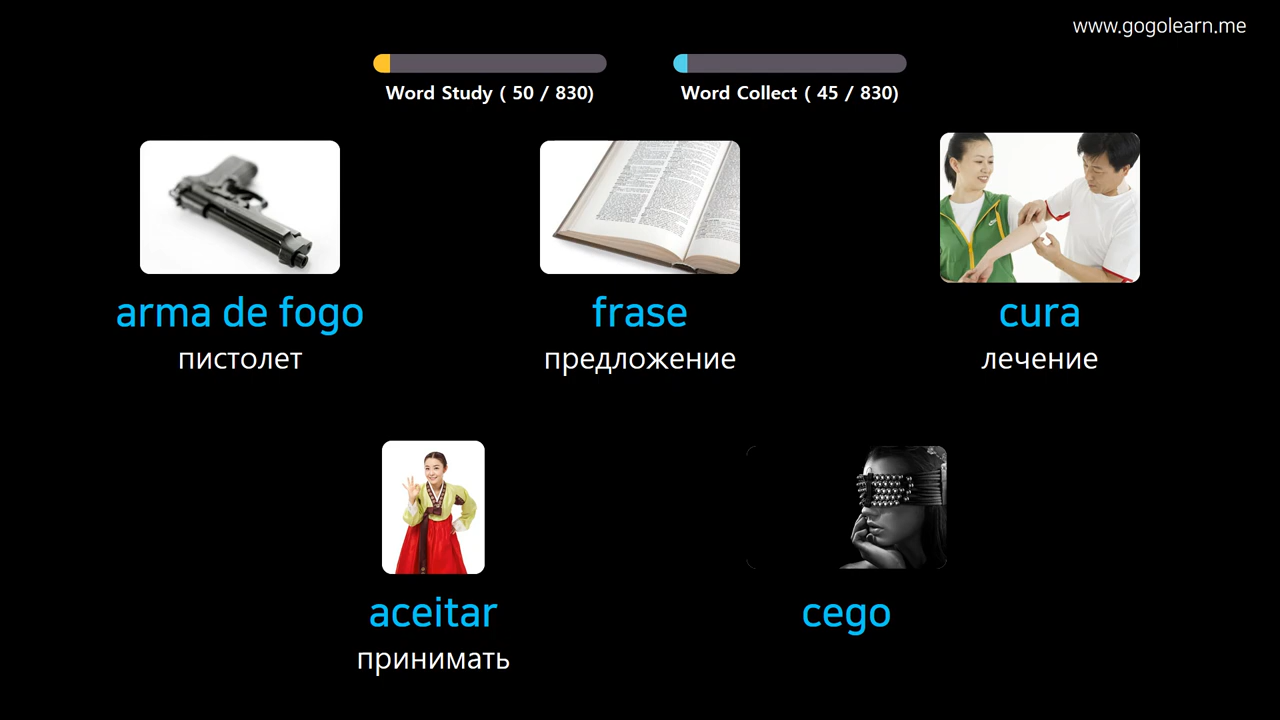 www.gogolearn.me
Word Study ( 50 / 830)
Word Collect ( 45 / 830)
arma de fogo
пистолет
frase
предложение
cura
лечение
aceitar
принимать
cego